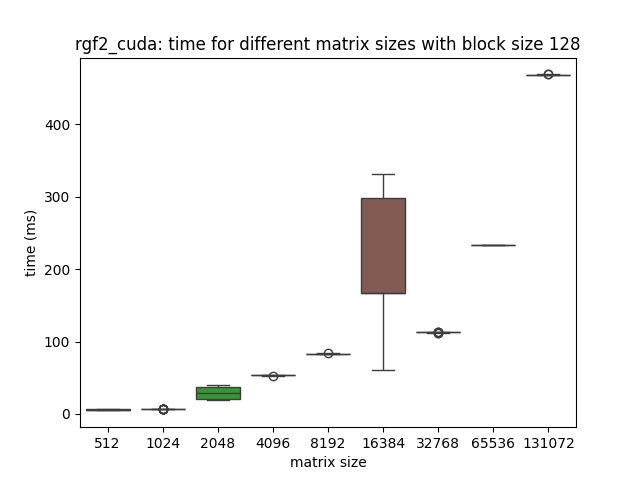 rgf2_cuda: time for different matrix sizes with block size 128
time (ms)
400
300
200
100
0
512 1024 2048 4096 8192 16384 32768 65536 131072
matrix size